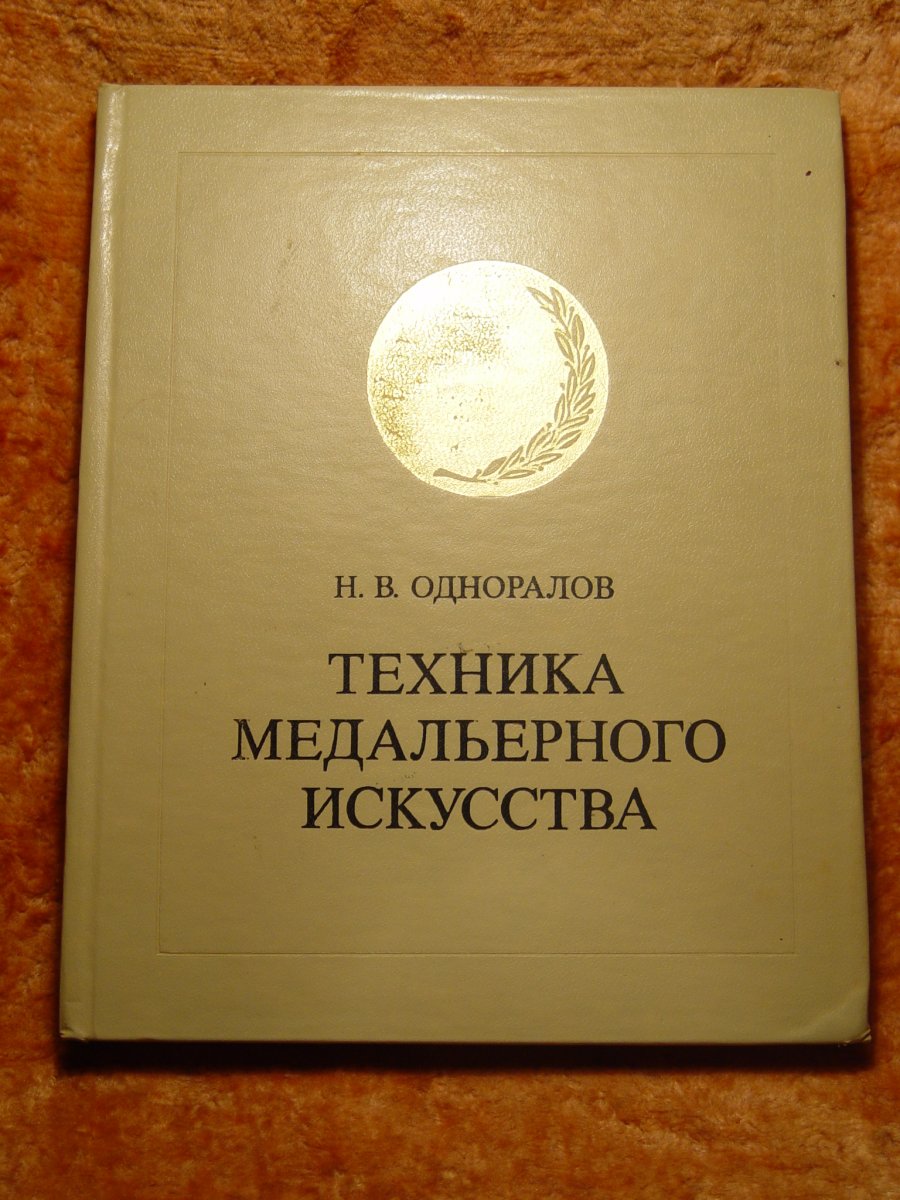 Н. В. ОДНОРАЛОВ
ТЕХНИКА
МЕДАЛЬЕРНОГО
ИСКУССТВА